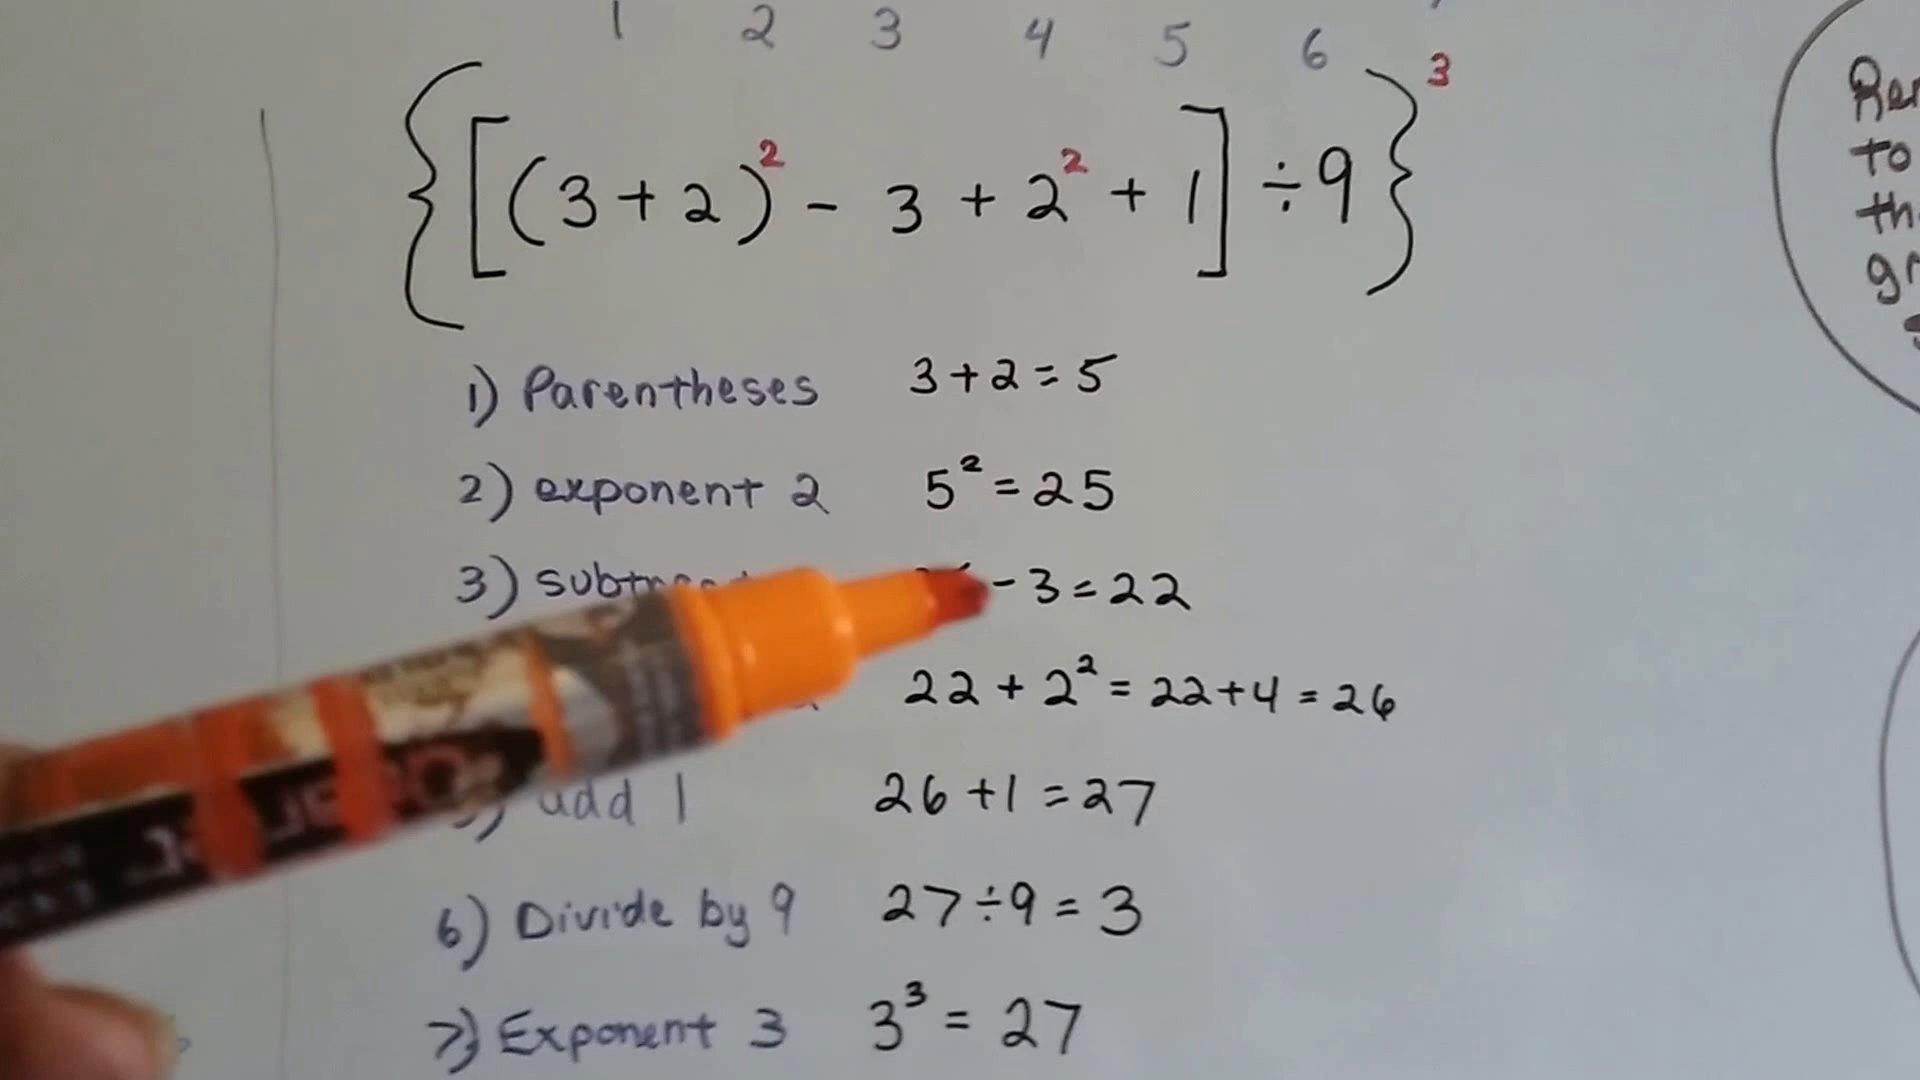 1 2 3 4 5 6
{[(3+2)² - 3 + 2² + 1] ÷ 9}³
1) Parentheses 3+2=5
2) exponent 2 5²=25
3) - 3 = 22
22 + 2² = 22+4 = 26
add 1 26+1=27
6) Divide by 9 27÷9=3
7) Exponent 3 3³ = 27
to